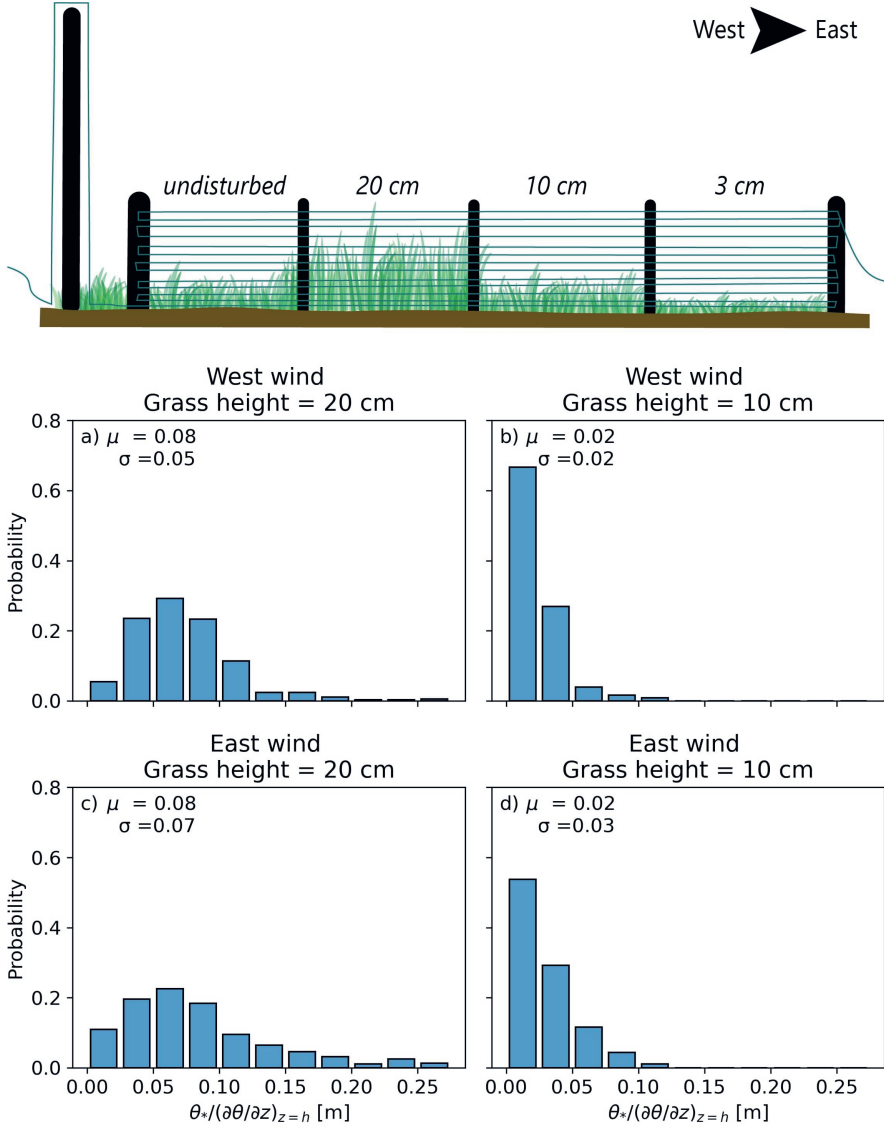 West East
undisturbed 20 cm 10 cm 3 cm
West wind
Grass height = 20 cm
a) μ = 0.08
σ =0.05
Probability
0.8
0.6
0.4
0.2
0.0
West wind
Grass height = 10 cm
b) μ = 0.02
σ =0.02
East wind
Grass height = 20 cm
c) μ = 0.08
σ =0.07
Probability
0.8
0.6
0.4
0.2
0.0
0.00 0.05 0.10 0.15 0.20 0.25
θ*/(∂θ/∂z)z=h [m]
East wind
Grass height = 10 cm
d) μ = 0.02
σ =0.03
0.00 0.05 0.10 0.15 0.20 0.25
θ*/(∂θ/∂z)z=h [m]